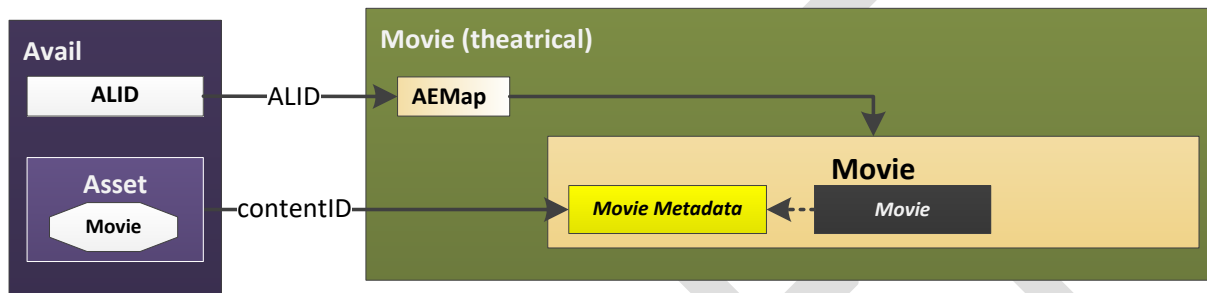 Avail
ALID
Asset
Movie
ALID
contentID
Movie (theatrical)
AEMap
Movie
Movie Metadata
Movie